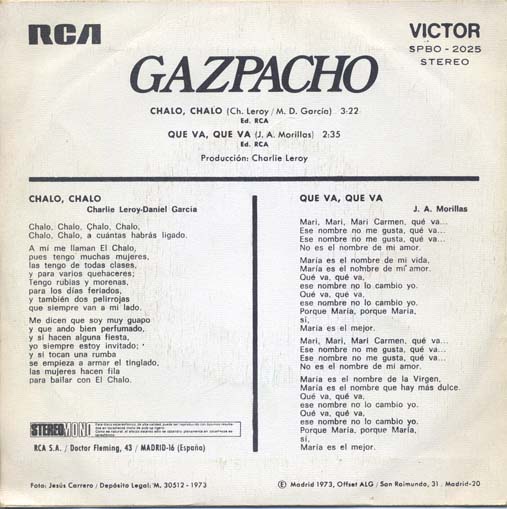 RCA
VICTOR
SPBO - 2025
STEREO
GAZPACHO
CHALO, CHALO (Ch. Leroy / M. D. García) 3:22
Ed. RCA
QUE VA, QUE VA (J. A. Morillas) 2:35
Ed. RCA
Producción: Charlie Leroy
CHALO, CHALO
Charlie Leroy-Daniel García
Chalo, Chalo, Chalo, Chalo,
Chalo, Chalo, a cuántas habrás ligado.
A mí me llaman El Chalo,
pues tengo muchas mujeres,
las tengo de todas clases,
y para varios quehaceres;
Tengo rubias y morenas,
para los días feriados,
y también dos pelirrojas
que siempre van a mi lado.
Me dicen que soy muy guapo
y que ando bien perfumado,
y si hacen alguna fiesta,
yo siempre estoy invitado;
y si tocan una rumba
se empieza a armar el tinglado,
las mujeres hacen fila
para bailar con El Chalo.
QUE VA, QUE VA
J. A. Morillas
Mari, Mari, Mari Carmen, qué va...
Ese nombre no me gusta, qué va...
Ese nombre no me gusta, qué va...
No es el nombre de mi amor.
María es el nombre de mi vida,
María es el nombre de mi amor.
Qué va, qué va,
ese nombre no lo cambio yo.
Qué va, qué va,
ese nombre no lo cambio yo.
Porque María, porque María,
sí,
María es el mejor.
Mari, Mari, Mari Carmen, qué va...
Ese nombre no me gusta, qué va...
Ese nombre no me gusta, qué va...
No es el nombre de mi amor.
María es el nombre de la Virgen,
María es el nombre que hay más dulce.
Qué va, qué va,
ese nombre no lo cambio yo.
Qué va, qué va,
ese nombre no lo cambio yo.
Porque María, porque María,
sí,
María es el mejor.
STEREO MONO
RCA S.A. / Doctor Fleming, 43 / MADRID-16 (España)
Foto: Jesús Carrero / Depósito Legal: M. 30512 - 1973
Ⓔ Madrid 1973, Offset ALG / San Raimundo, 31. Madrid-20